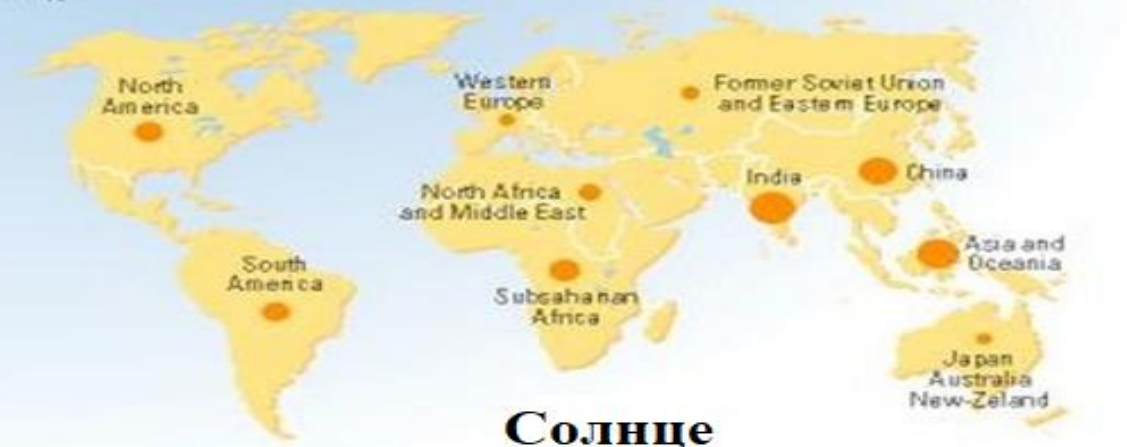 North
America
Western
Europe
Former Soviet Union
and Eastern Europe
India
China
North Africa
and Middle East
Asia and
Oceania
South
America
Subsaharian
Africa
Japan
Australia
New-Zeland
Солнце